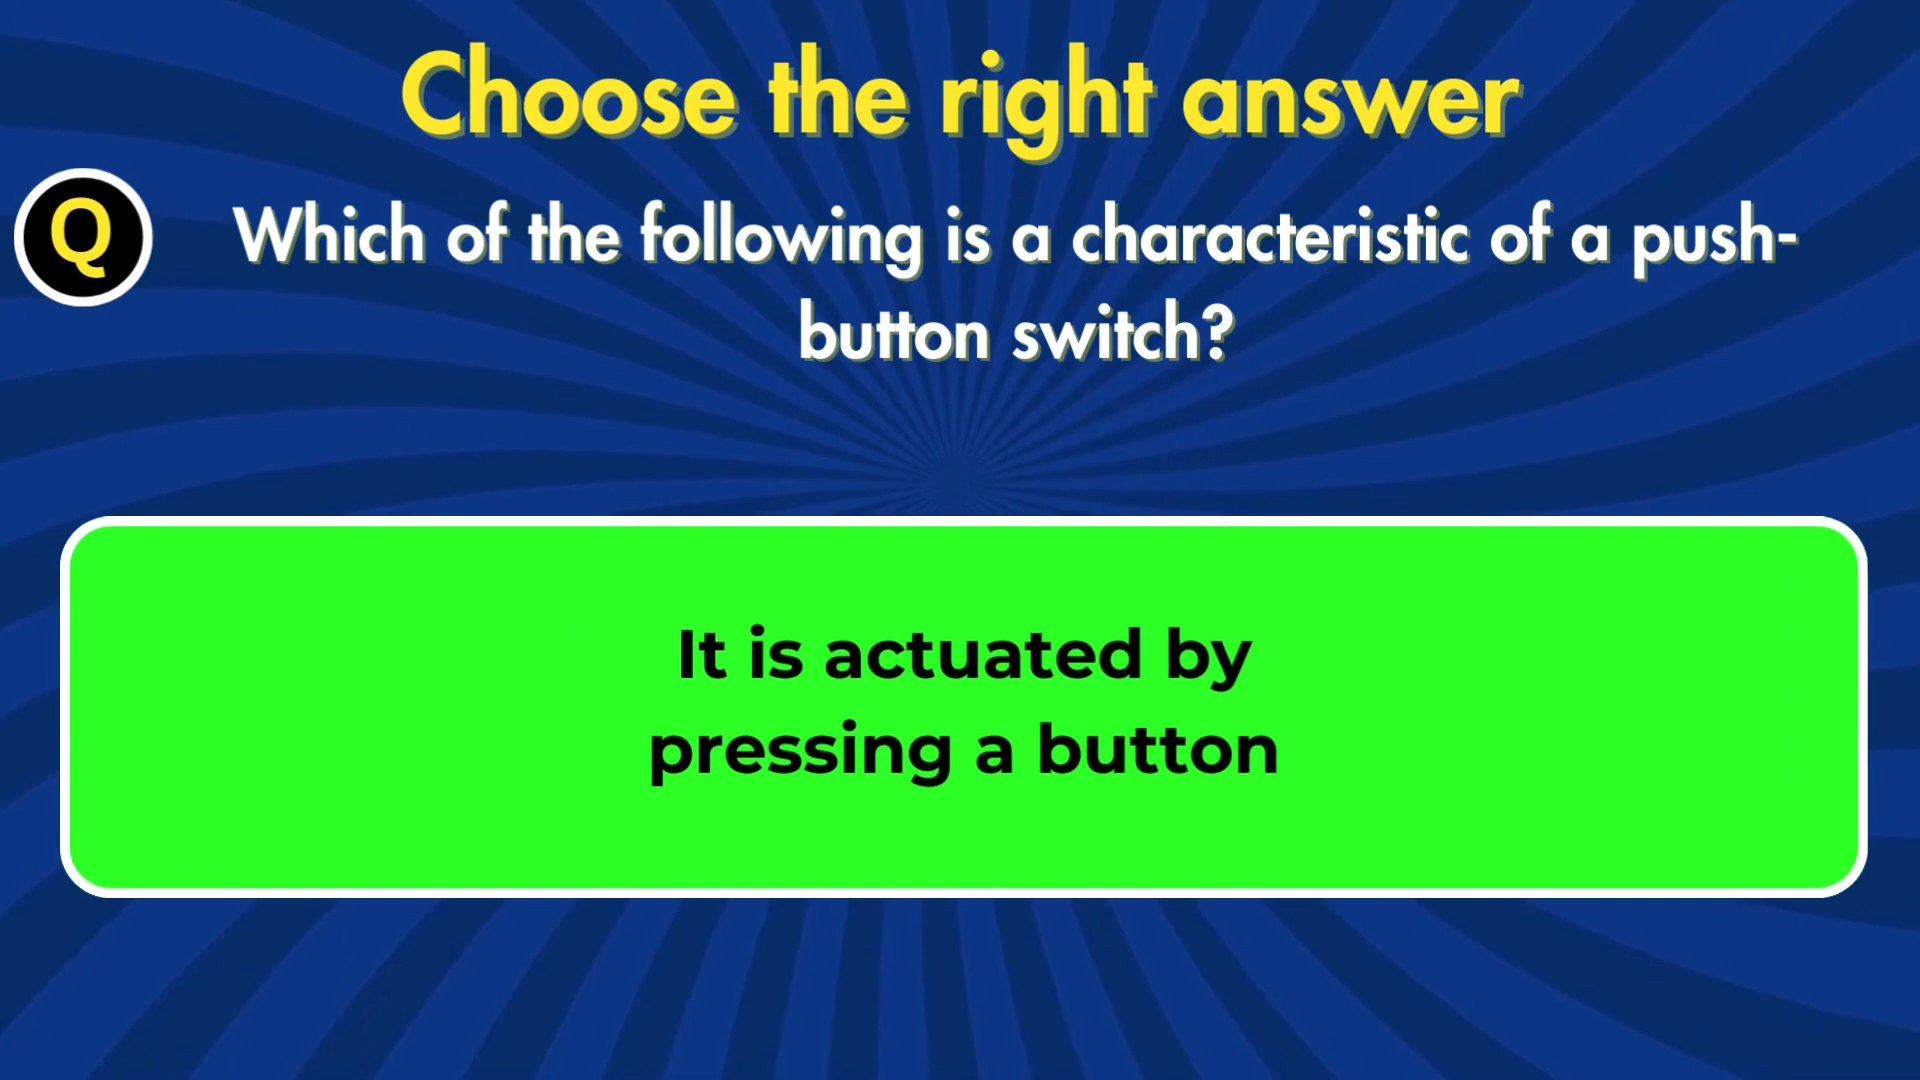 Choose the right answer
Q
Which of the following is a characteristic of a push-
button switch?
It is actuated by
pressing a button